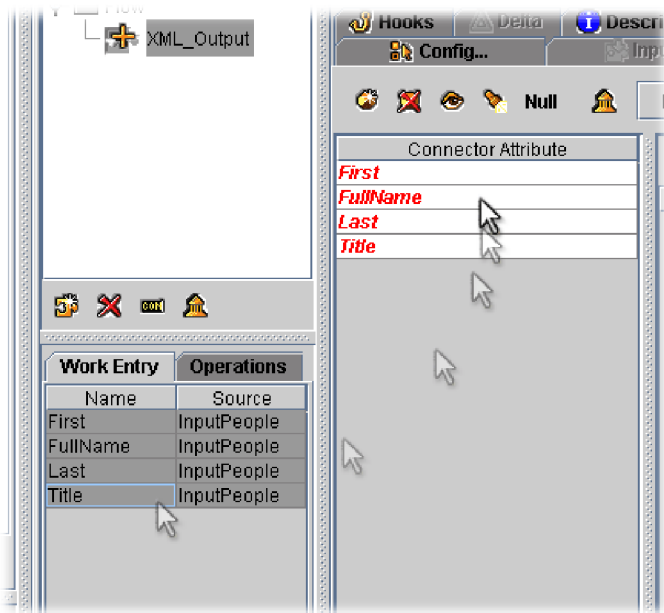 Flow
XML_Output
Hooks Delta Descri
Config... Inpu
Null
Connector Attribute
First
FullName
Last
Title
CON
Work Entry Operations
Name Source
First InputPeople
FullName InputPeople
Last InputPeople
Title InputPeople